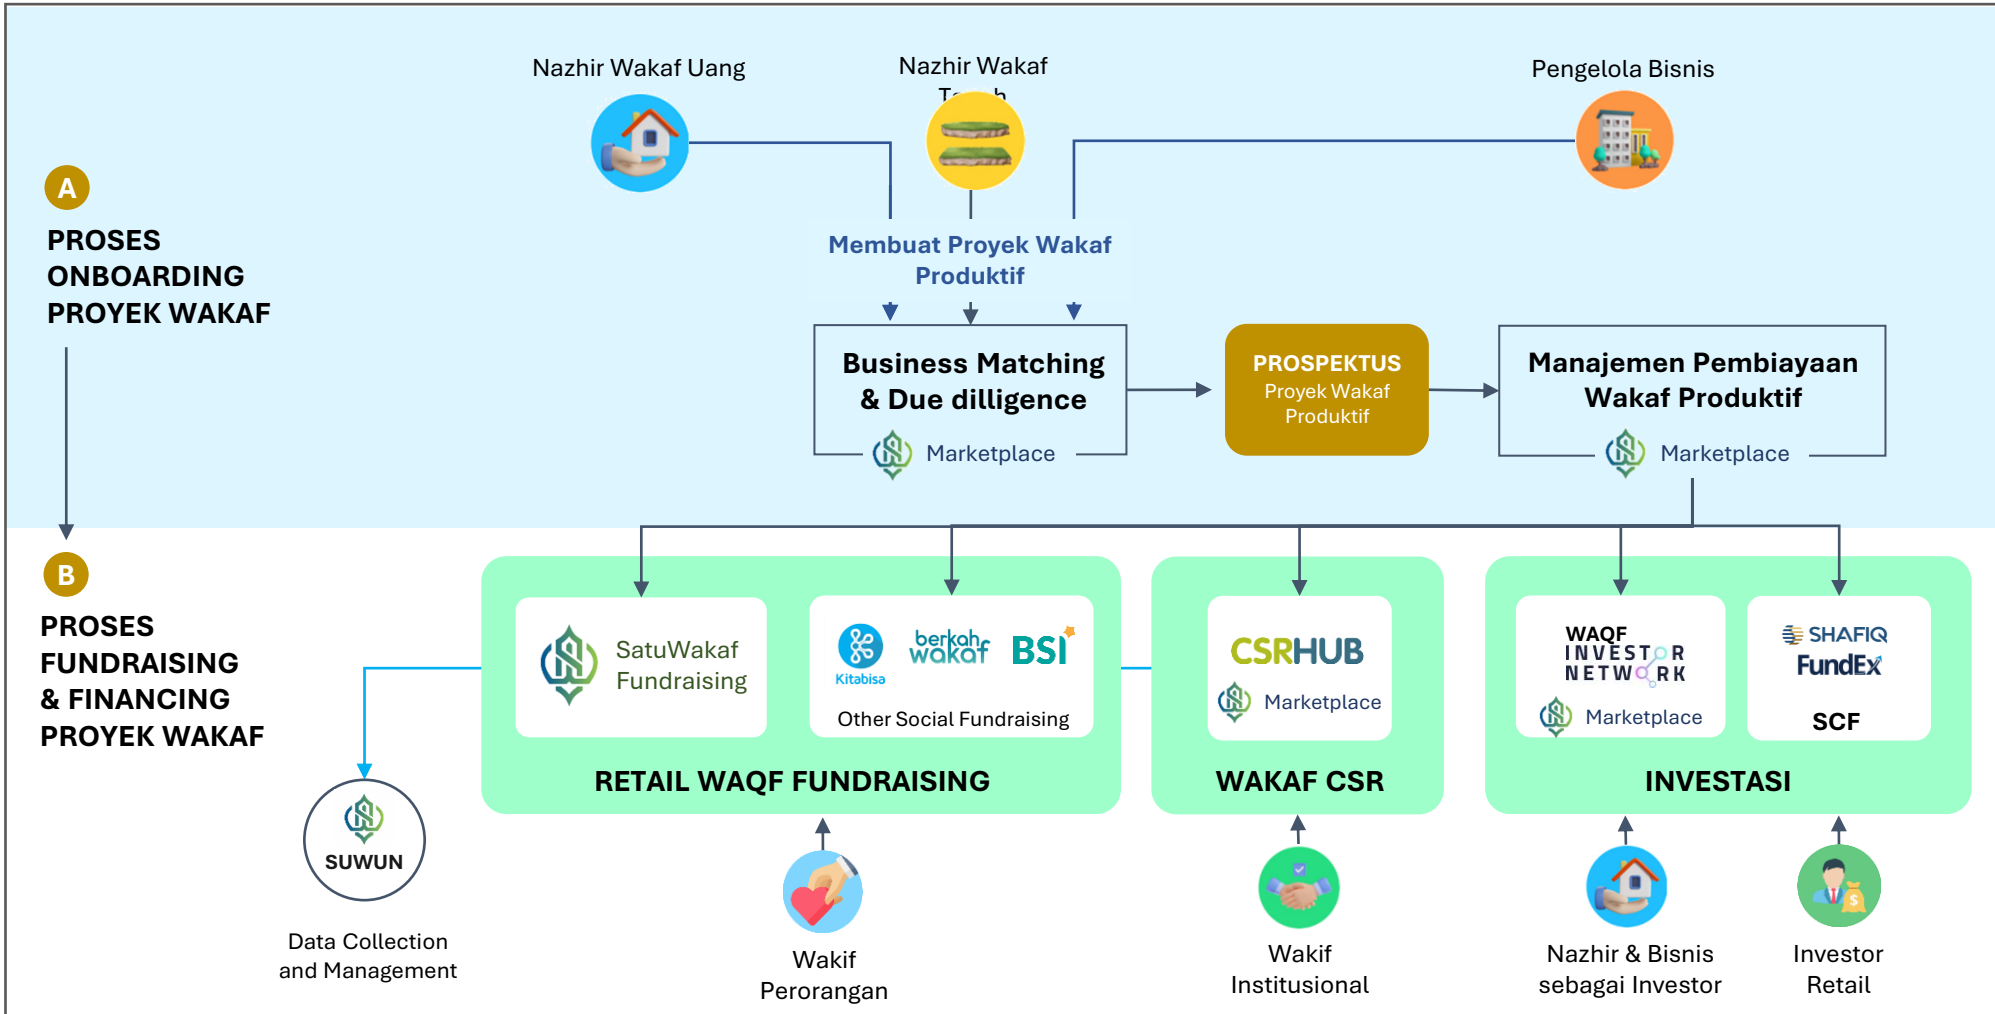 Nazhir Wakaf Uang
Nazhir Wakaf
Pengelola Bisnis
A
PROSES
ONBOARDING
PROYEK WAKAF
Membuat Proyek Wakaf
Produktif
Business Matching
& Due dilligence
Marketplace
PROSPEKTUS
Proyek Wakaf
Produktif
Manajemen Pembiayaan
Wakaf Produktif
Marketplace
B
PROSES
FUNDRAISING
& FINANCING
PROYEK WAKAF
SatuWakaf
Fundraising
Kitabisa
berkah
wakaf
BSI
Other Social Fundraising
RETAIL WAQF FUNDRAISING
CSRHUB
Marketplace
WAKAF CSR
WAQF
INVESTOR
NETWORK
Marketplace
SHAFIQ
FundEx
SCF
INVESTASI
SUWUN
Data Collection
and Management
Wakif
Perorangan
Wakif
Institusional
Nazhir & Bisnis
sebagai Investor
Investor
Retail